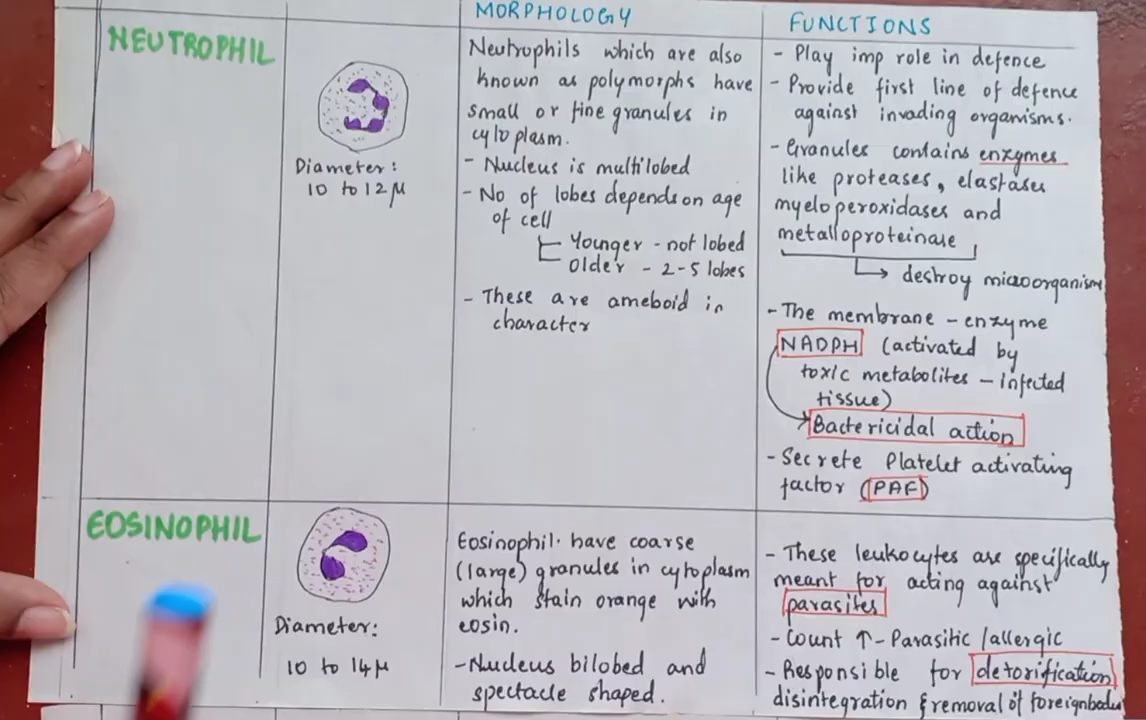 MORPHOLOGY
FUNCTIONS
NEUTROPHIL
Diameter:
10 to 12 μ
Neutrophils which are also
known as polymorphs have
small or fine granules in
cytoplasm.
- Nucleus is multilobed
- No of lobes depends on age
of cell
Younger - not lobed
Older - 2-5 lobes
- These are ameboid in
character
- Play imp role in defence
- Provide first line of defence
against invading organisms.
- Granules contains enzymes
like proteases, elastases
myeloperoxidases and
metalloproteinase
→ destroy microorganism
- The membrane - enzyme
NADPH (activated by
toxic metabolites - infected
tissue)
Bactericidal action
- Secrete Platelet activating
factor (PAF)
EOSINOPHIL
Diameter:
10 to 14 μ
Eosinophil. have coarse
(large) granules in cytoplasm
which stain orange with
eosin.
- Nucleus bilobed and
spectacle shaped.
- These leukocytes are specifically
meant for acting against
parasites
- Count ↑ - Parasitic/allergic
- Responsible for detoxification
disintegration & removal of foreign